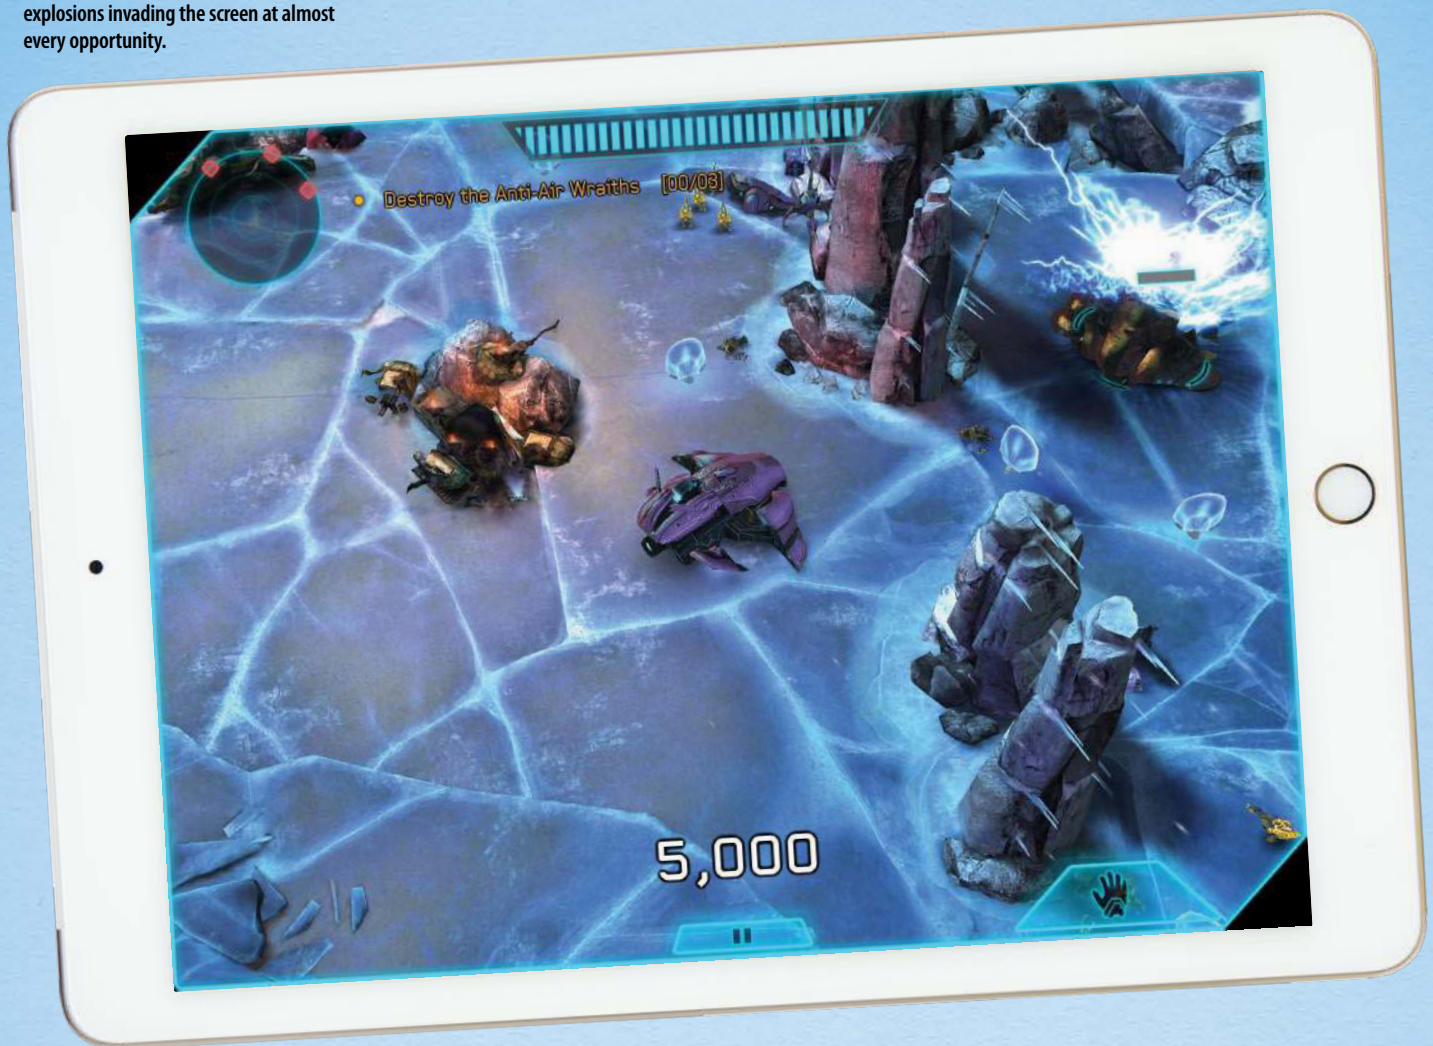 explosions invading the screen at almost
every opportunity.
Destroy the Anti-Air Wraiths [00/03]
5,000